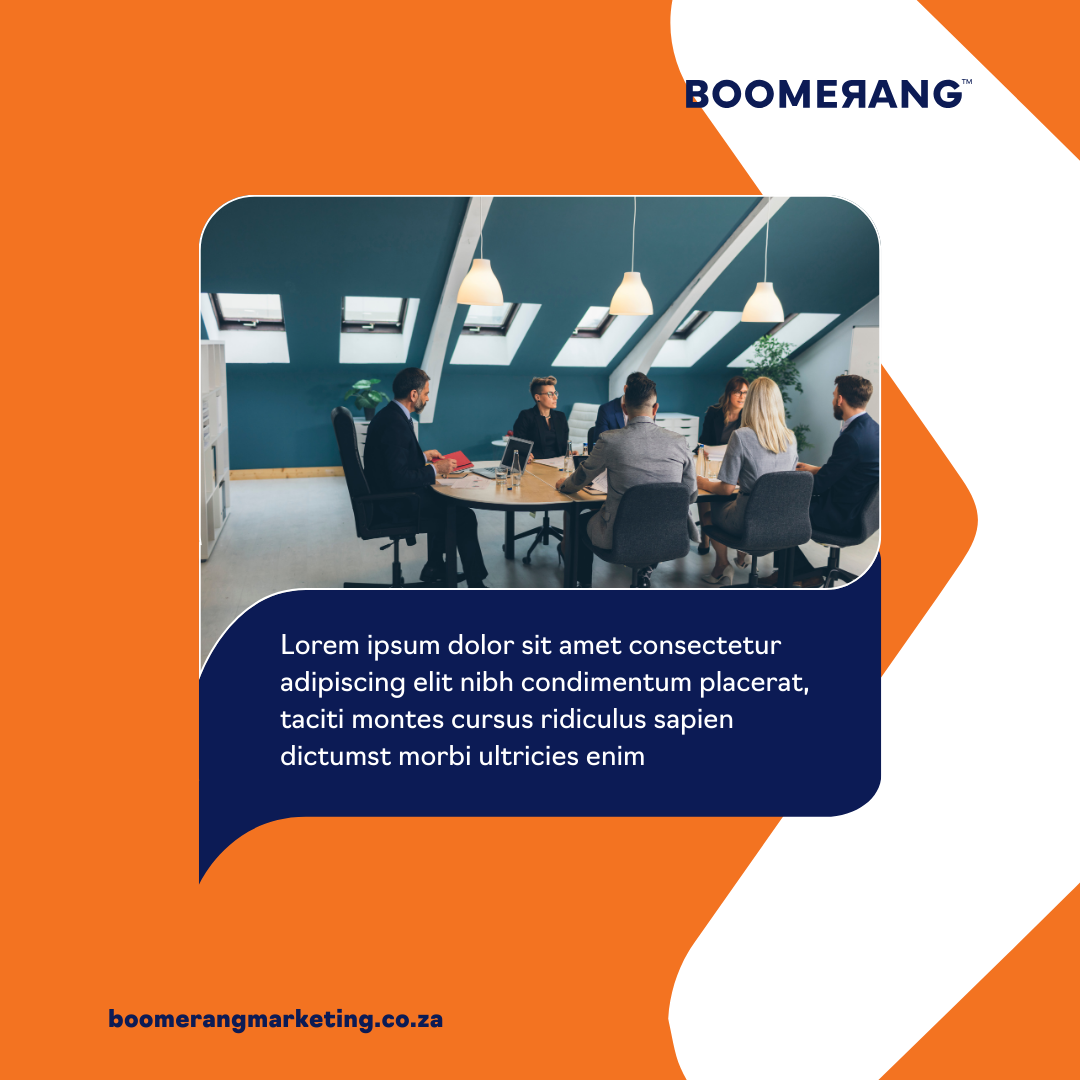 BOOMEЯANG™
Lorem ipsum dolor sit amet consectetur
adipiscing elit nibh condimentum placerat,
taciti montes cursus ridiculus sapien
dictumst morbi ultricies enim
boomerangmarketing.co.za